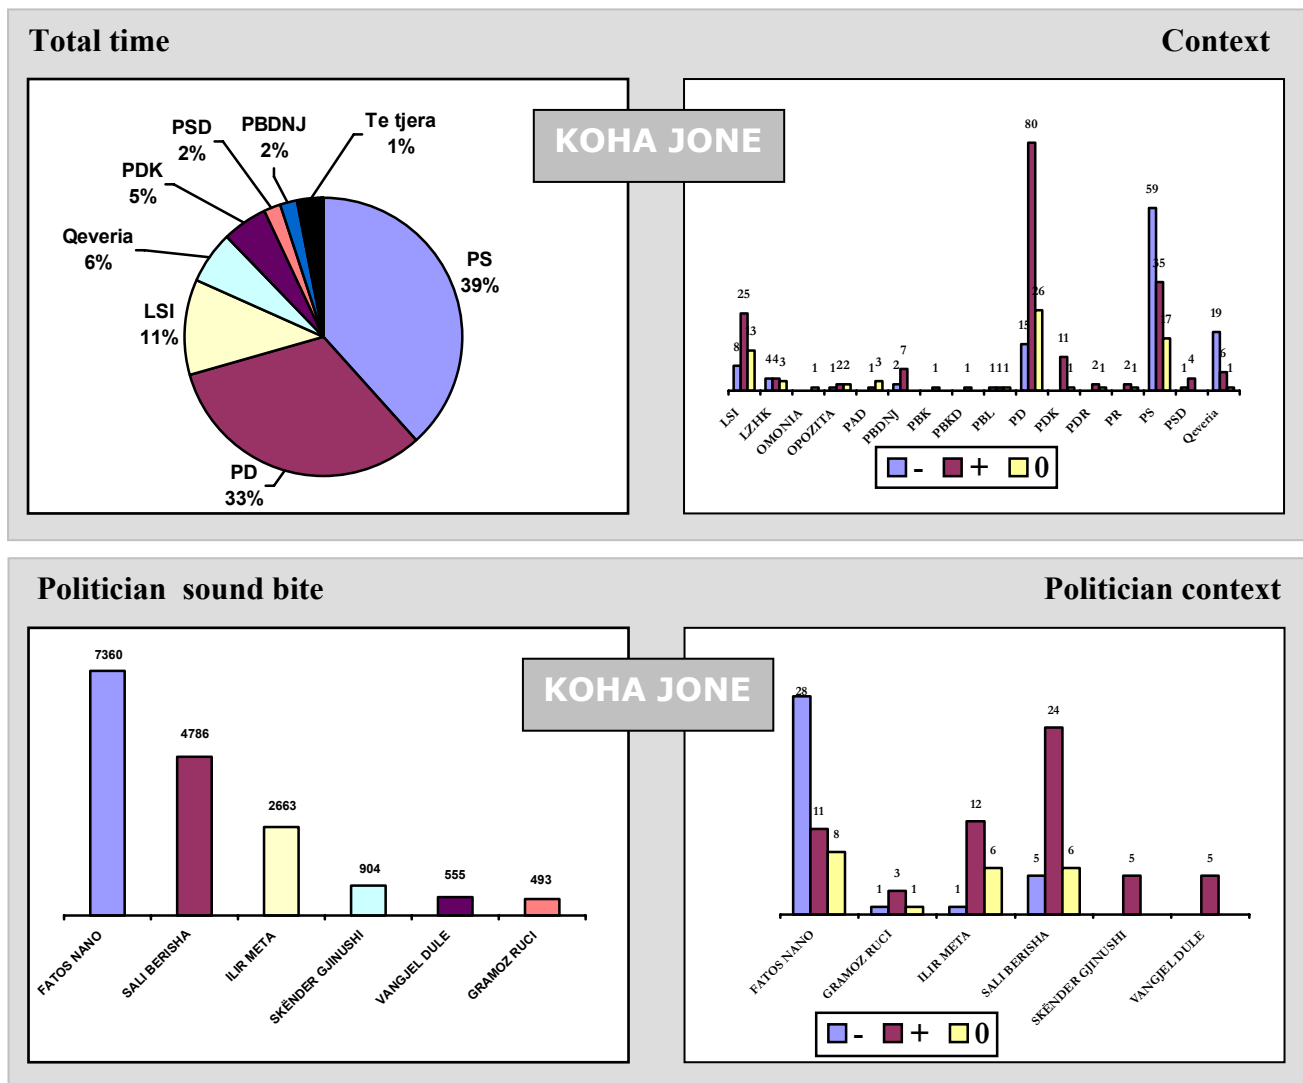 Total time
Context
KOHA JONE
PS
39%
PD
33%
LSI
11%
Qeveria
6%
PDK
5%
PSD
2%
PBDNJ
2%
Te tjera
1%
8 25 13
4 4 3
1
1 2 2
1 3
2 7
1
1
1 1 1
15 80 26
11 1
2 1
2 1
59 35 17
1 4
19 6 1
LSI
LZHK
OMONIA
OPOZITA
PAD
PBDNJ
PBK
PBKD
PBL
PD
PDK
PDR
PR
PS
PSD
Qeveria
- + 0
Politician sound bite
Politician context
KOHA JONE
7360
4786
2663
904
555
493
FATOS NANO
SALI BERISHA
ILIR META
SKËNDER GJINUSHI
VANGJEL DULE
GRAMOZ RUCI
28 11 8
1 3 1
1 12 6
5 24 6
5
5
FATOS NANO
GRAMOZ RUCI
ILIR META
SALI BERISHA
SKËNDER GJINUSHI
VANGJEL DULE
- + 0